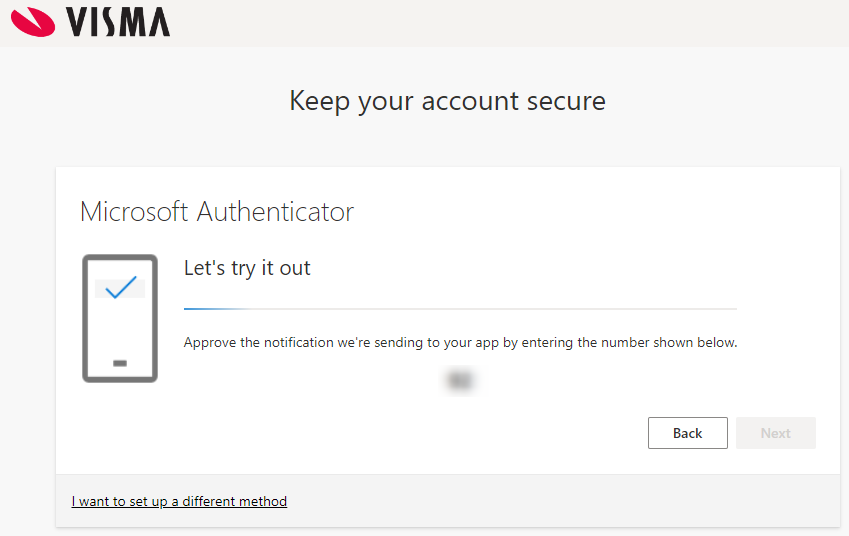 VISMA
Keep your account secure
Microsoft Authenticator
Let's try it out
Approve the notification we're sending to your app by entering the number shown below.
Back
Next
I want to set up a different method